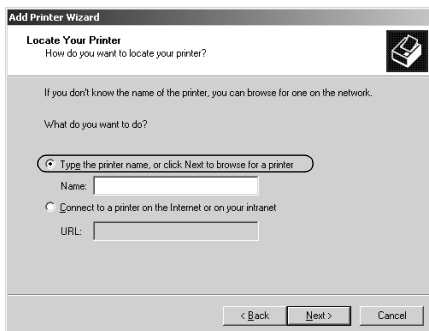 Add Printer Wizard
Locate Your Printer
How do you want to locate your printer?
If you don't know the name of the printer, you can browse for one on the network.
What do you want to do?
Type the printer name, or click Next to browse for a printer
Name:
Connect to a printer on the Internet or on your intranet
URL:
< Back Next > Cancel